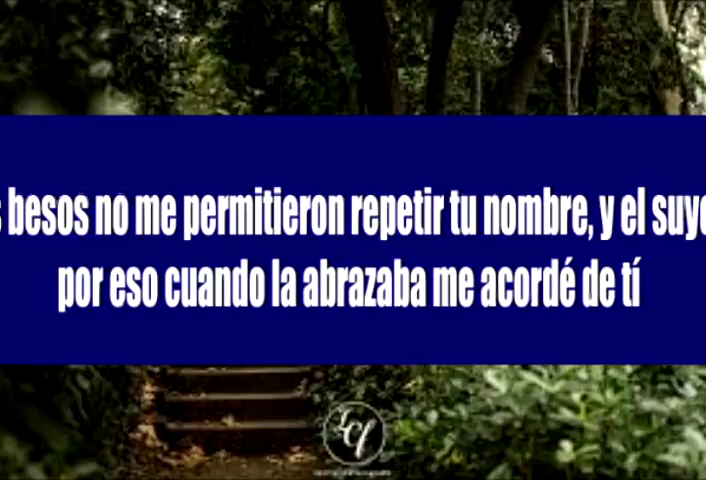 besos no me permitieron repetir tu nombre, y el
por eso cuando la abrazaba me acordé de tí